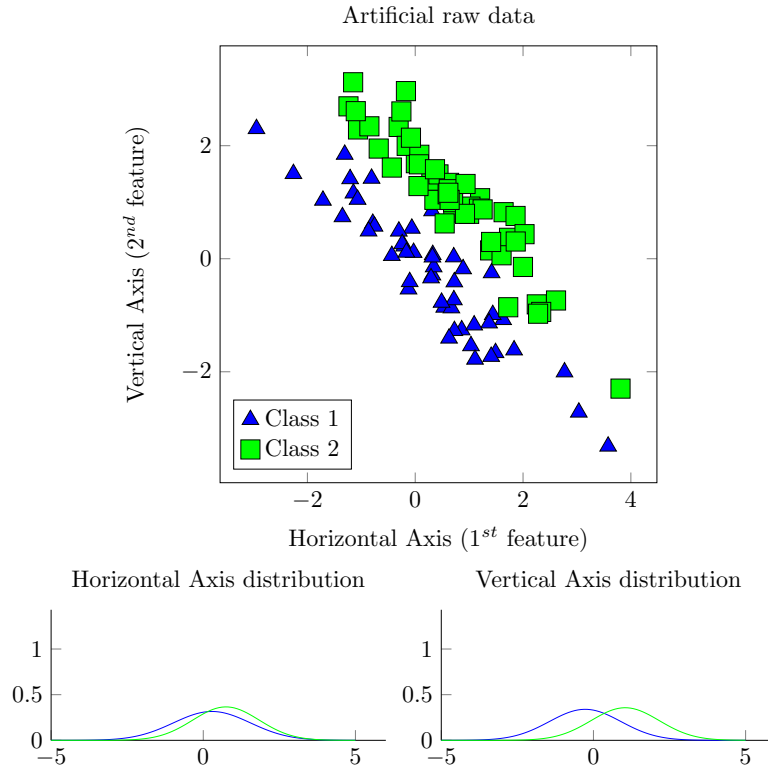 Artificial raw data
Vertical Axis (2nd feature)
2
0
−2
Class 1
Class 2
−2 0 2 4
Horizontal Axis (1st feature)
Horizontal Axis distribution
1
0.5
0
−5 0 5
Vertical Axis distribution
1
0.5
0
−5 0 5